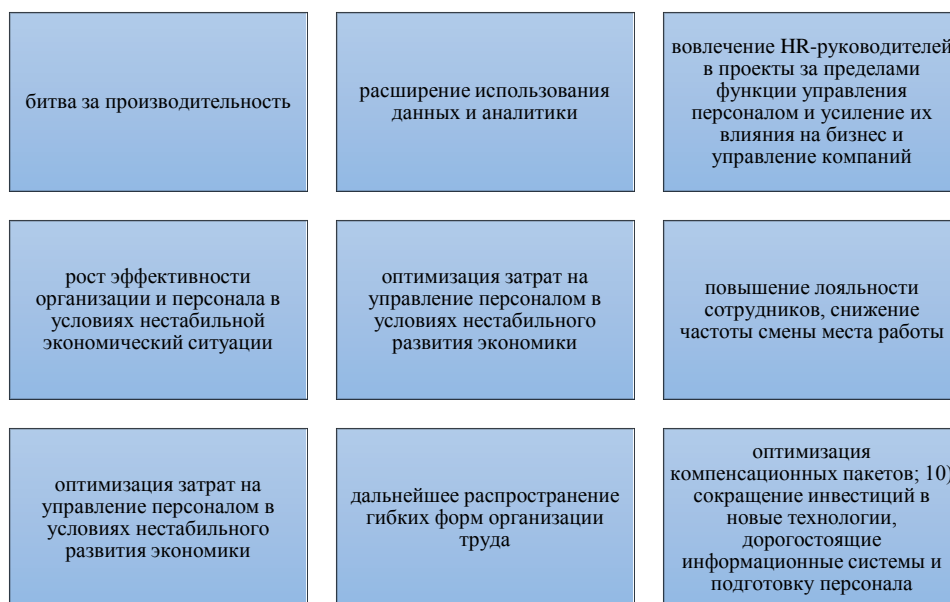 битва за производительность
расширение использования
данных и аналитики
вовлечение HR-руководителей
в проекты за пределами
функции управления
персоналом и усиление их
влияния на бизнес и
управление компаний
рост эффективности
организации и персонала в
условиях нестабильной
экономический ситуации
оптимизация затрат на
управление персоналом в
условиях нестабильного
развития экономики
повышение лояльности
сотрудников, снижение
частоты смены места работы
оптимизация затрат на
управление персоналом в
условиях нестабильного
развития экономики
дальнейшее распространение
гибких форм организации
труда
оптимизация
компенсационных пакетов; 10)
сокращение инвестиций в
новые технологии,
дорогостоящие
информационные системы и
подготовку персонала